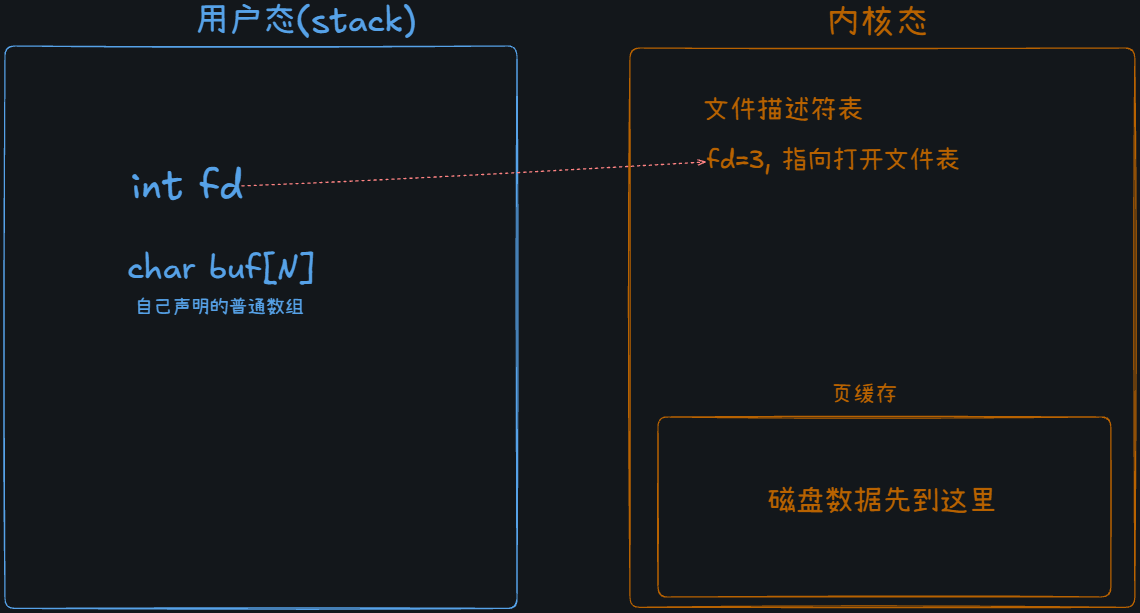 用户态(stack)
内核态
文件描述符表
fd=3, 指向打开文件表
int fd
char buf[N]
自己声明的普通数组
页缓存
磁盘数据先到这里